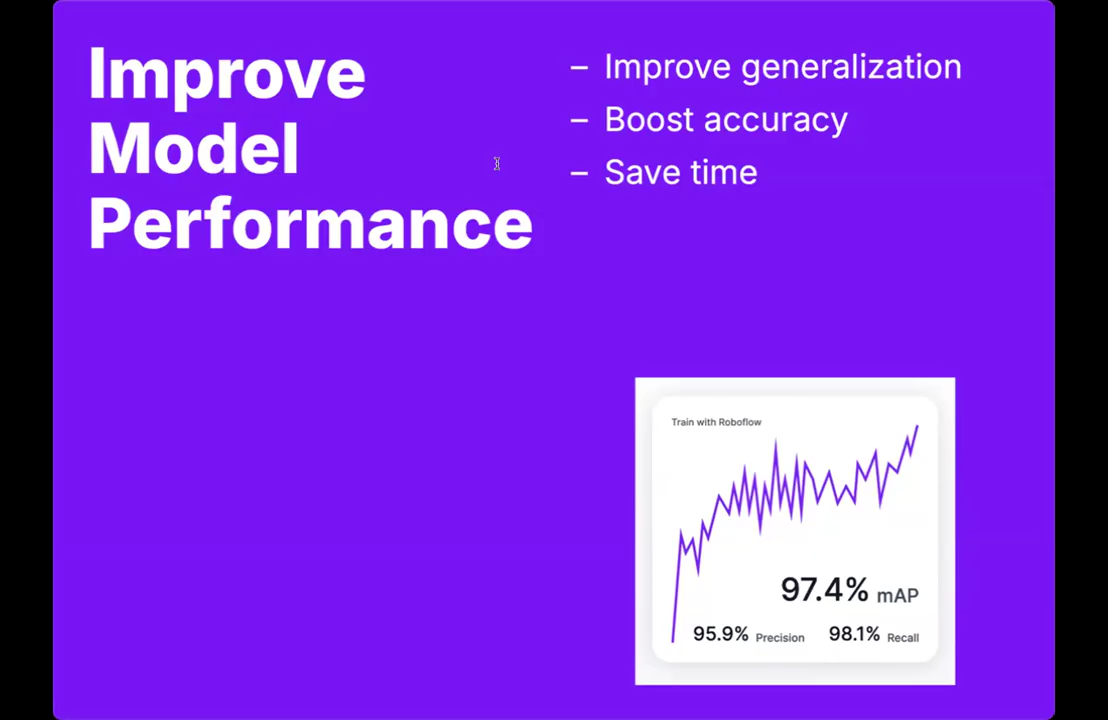 Improve
Model
Performance
– Improve generalization
– Boost accuracy
– Save time
Train with Roboflow
97.4% mAP
95.9% Precision 98.1% Recall